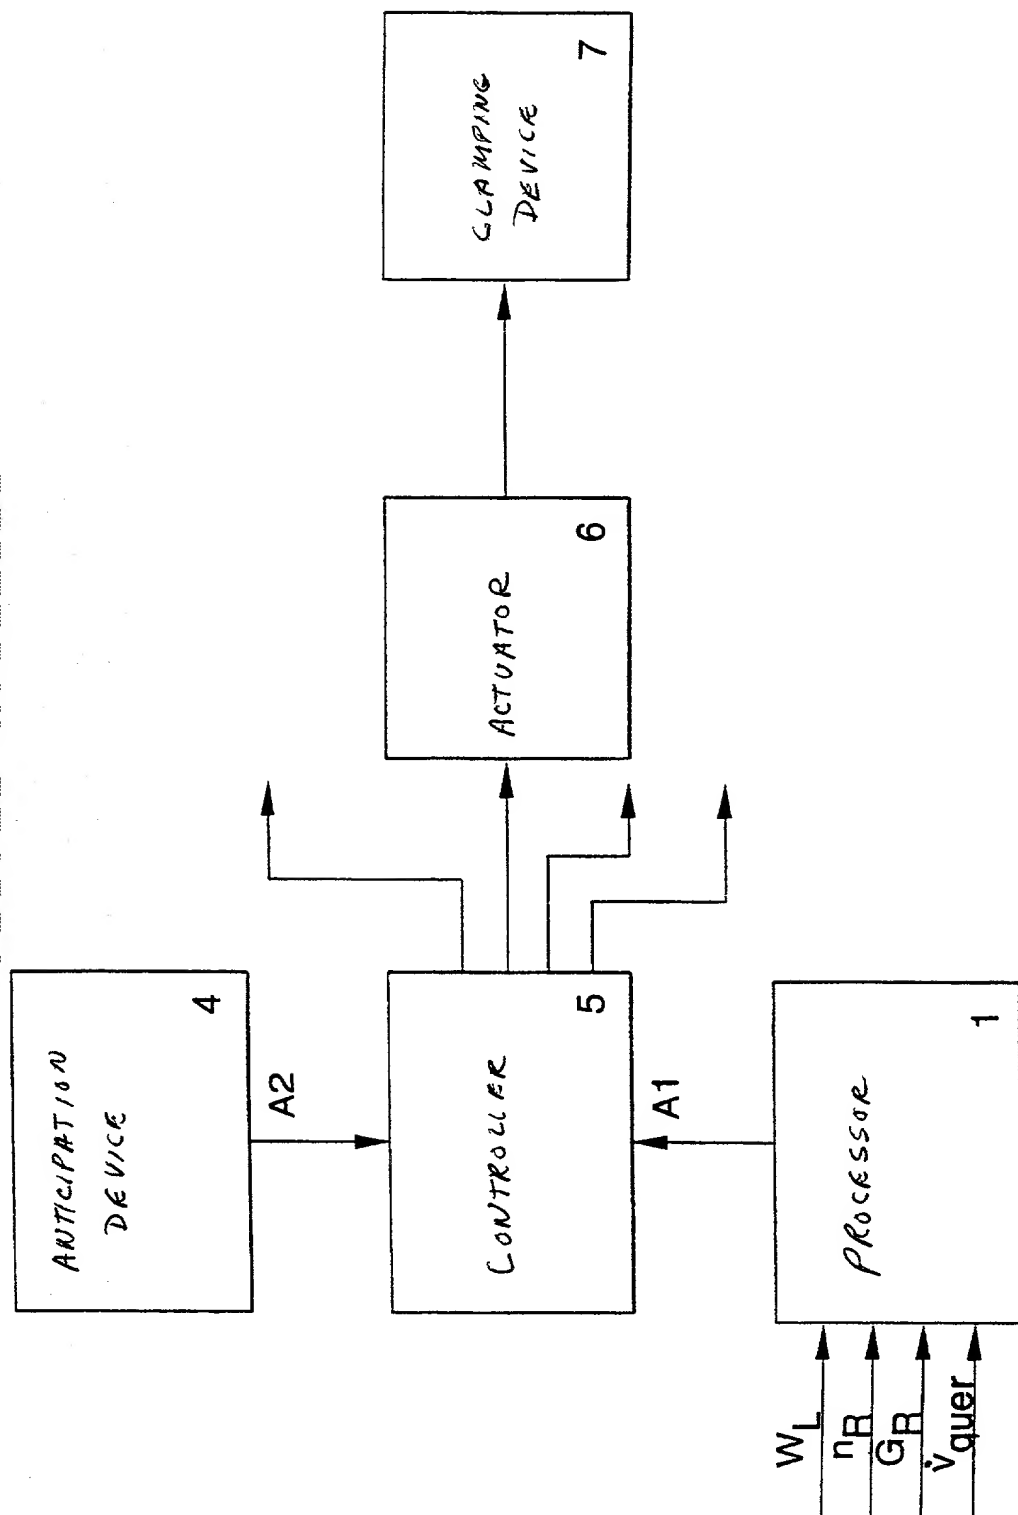 ANTICIPATION
DEVICE
4
A2
CONTROLLER
5
A1
PROCESSOR
1
W_L
n_R
G_R
v̇_quer
ACTUATOR
6
CLAMPING
DEVICE
7